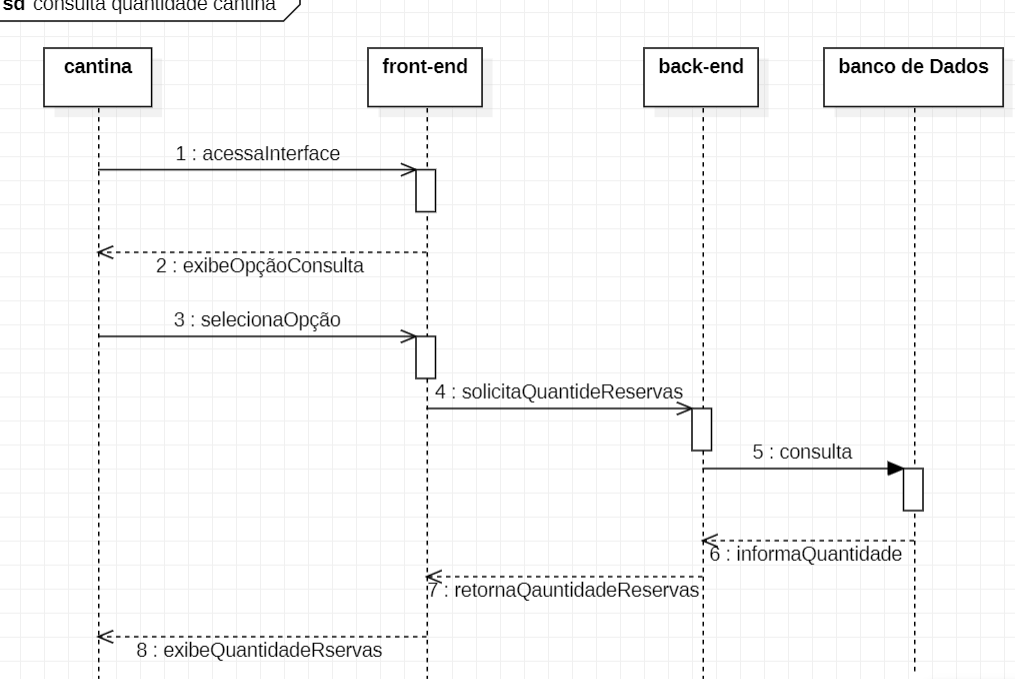 sd consulta quantidade cantina
cantina
front-end
back-end
banco de Dados
1 : acessaInterface
2 : exibeOpçãoConsulta
3 : selecionaOpção
4 : solicitaQuantideReservas
5 : consulta
6 : informaQuantidade
7 : retornaQauntidadeReservas
8 : exibeQuantidadeRservas